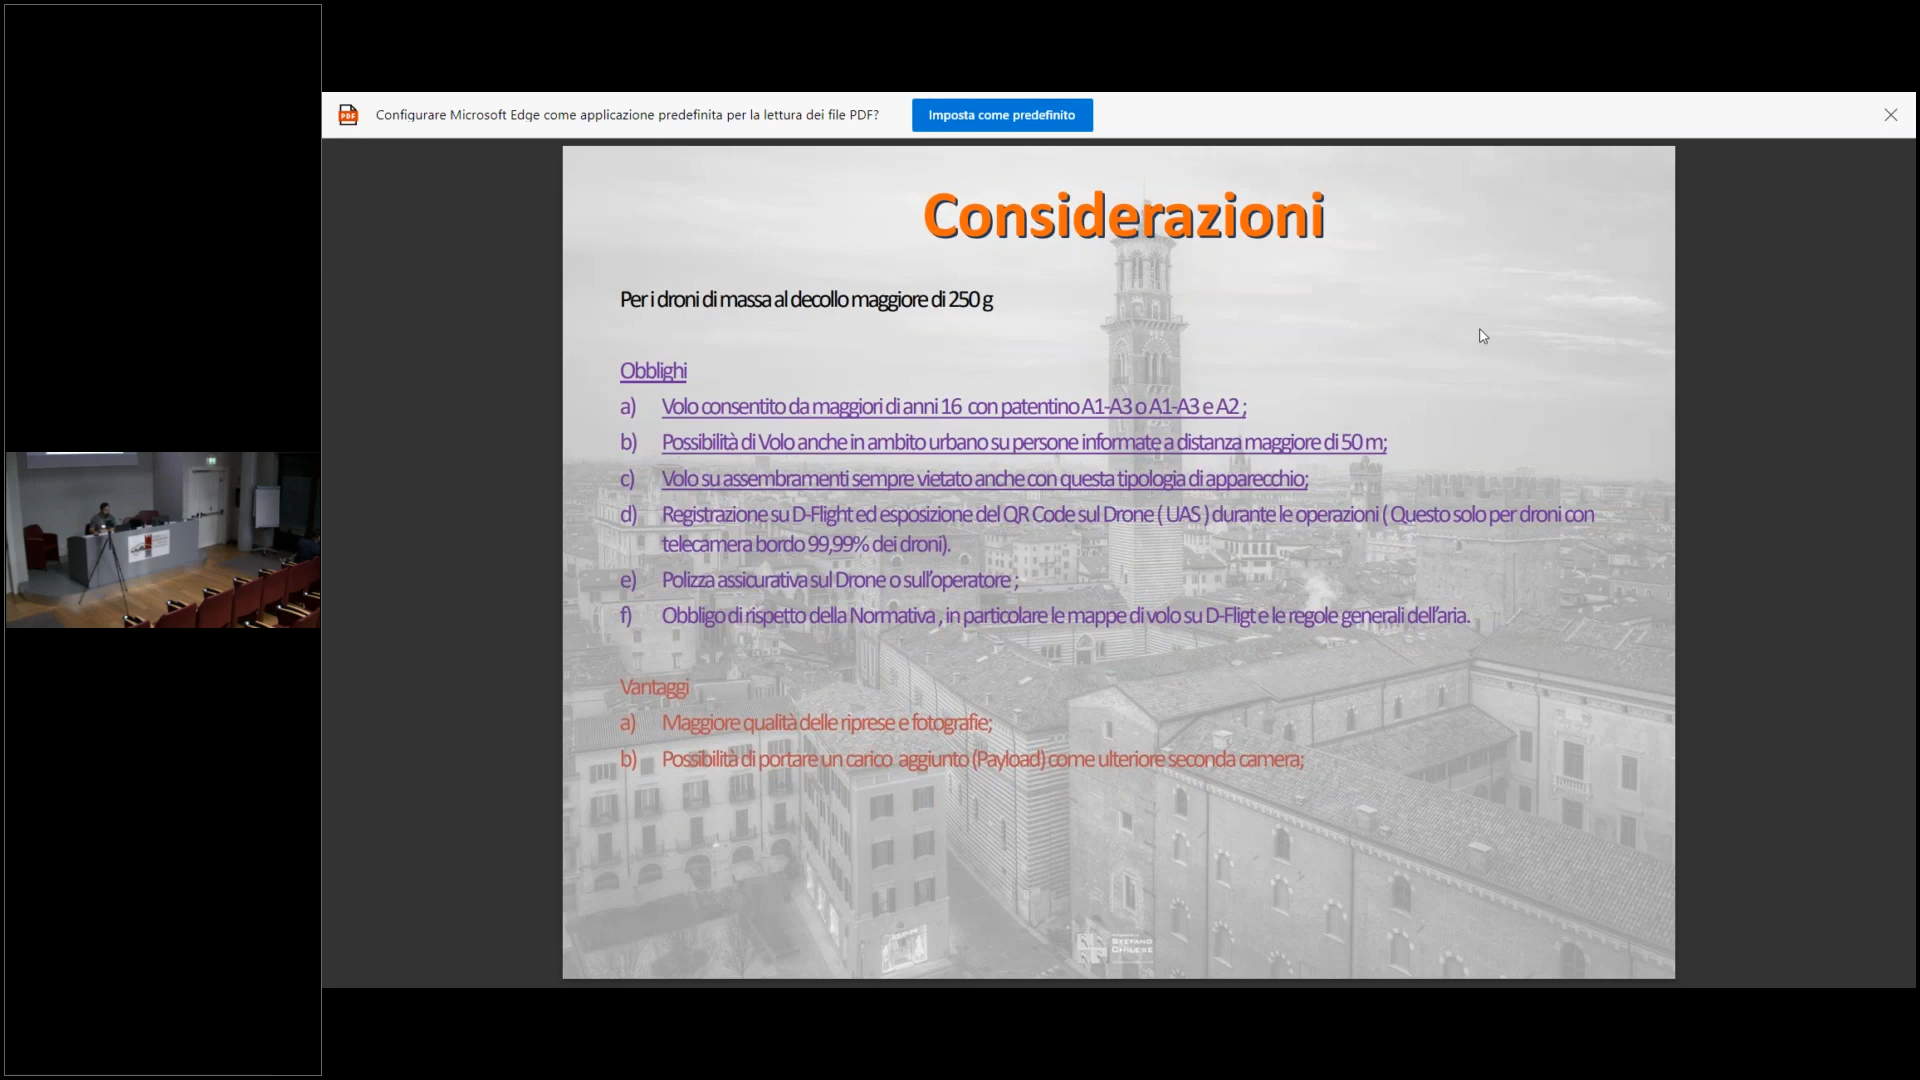 Configurare Microsoft Edge come applicazione predefinita per la lettura dei file PDF?
Imposta come predefinito
Considerazioni
Per i droni di massa al decollo maggiore di 250 g
Obblighi
a) Volo consentito da maggiori di anni 16 con patentino A1-A3 o A1-A3 e A2 ;
b) Possibilità di Volo anche in ambito urbano su persone informate a distanza maggiore di 50 m;
c) Volo su assembramenti sempre vietato anche con questa tipologia di apparecchio;
d) Registrazione su D-Flight ed esposizione del QR Code sul Drone ( UAS ) durante le operazioni ( Questo solo per droni con
telecamera bordo 99,99% dei droni).
e) Polizza assicurativa sul Drone o sull'operatore ;
f) Obbligo di rispetto della Normativa , in particolare le mappe di volo su D-Fligt e le regole generali dell'aria.
Vantaggi
a) Maggiore qualità delle riprese e fotografie;
b) Possibilità di portare un carico aggiunto (Payload) come ulteriore seconda camera;
STEFANO
CHILESE